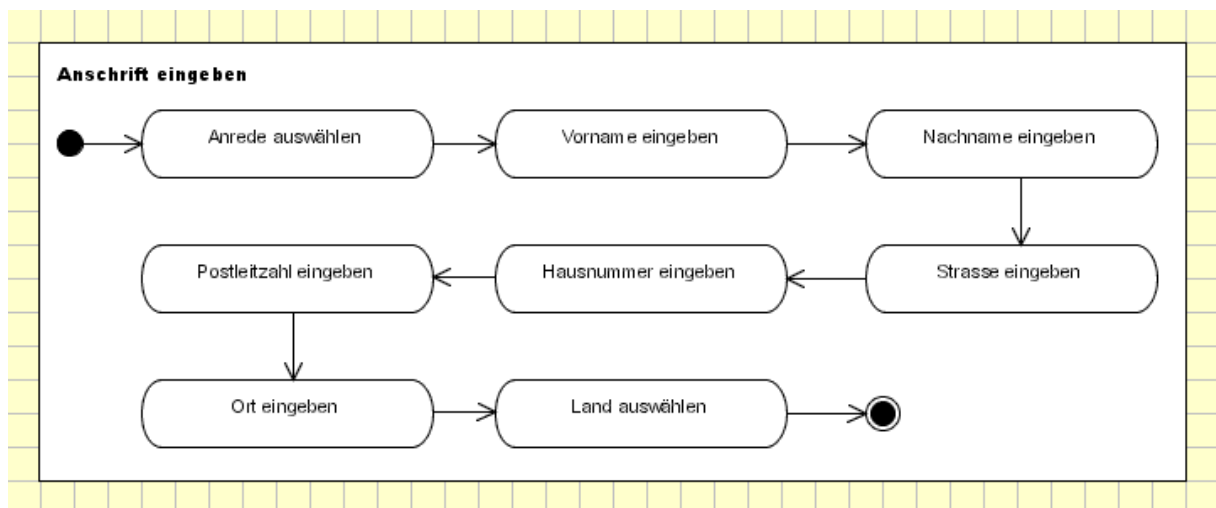 Anschrift eingeben
Anrede auswählen
Vorname eingeben
Nachname eingeben
Postleitzahl eingeben
Hausnummer eingeben
Strasse eingeben
Ort eingeben
Land auswählen